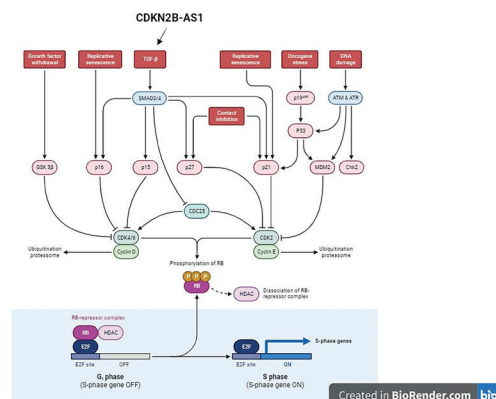 CDKN2B-AS1
Growth factor
withdrawal
Replicative
senescence
TGF-β
Replicative
senescence
Oncogene
stress
DNA
damage
SMAD3/4
p19ᴬᴿᶠ
ATM & ATR
Contact
inhibition
P53
GSK 3β
p16
p15
p27
p21
MDM2
Chk2
CDC25
CDK4/6
Cyclin D
CDK2
Cyclin E
Ubiquitination
proteasome
Ubiquitination
proteasome
Phosphorylation of RB
P P P
RB
HDAC
Dissociation of RB-
repressor complex
RB-repressor complex
RB
HDAC
E2F
E2F site
OFF
G₁ phase
(S-phase gene OFF)
E2F
E2F site
ON
S-phase genes
S phase
(S-phase gene ON)
Created in BioRender.com
bio